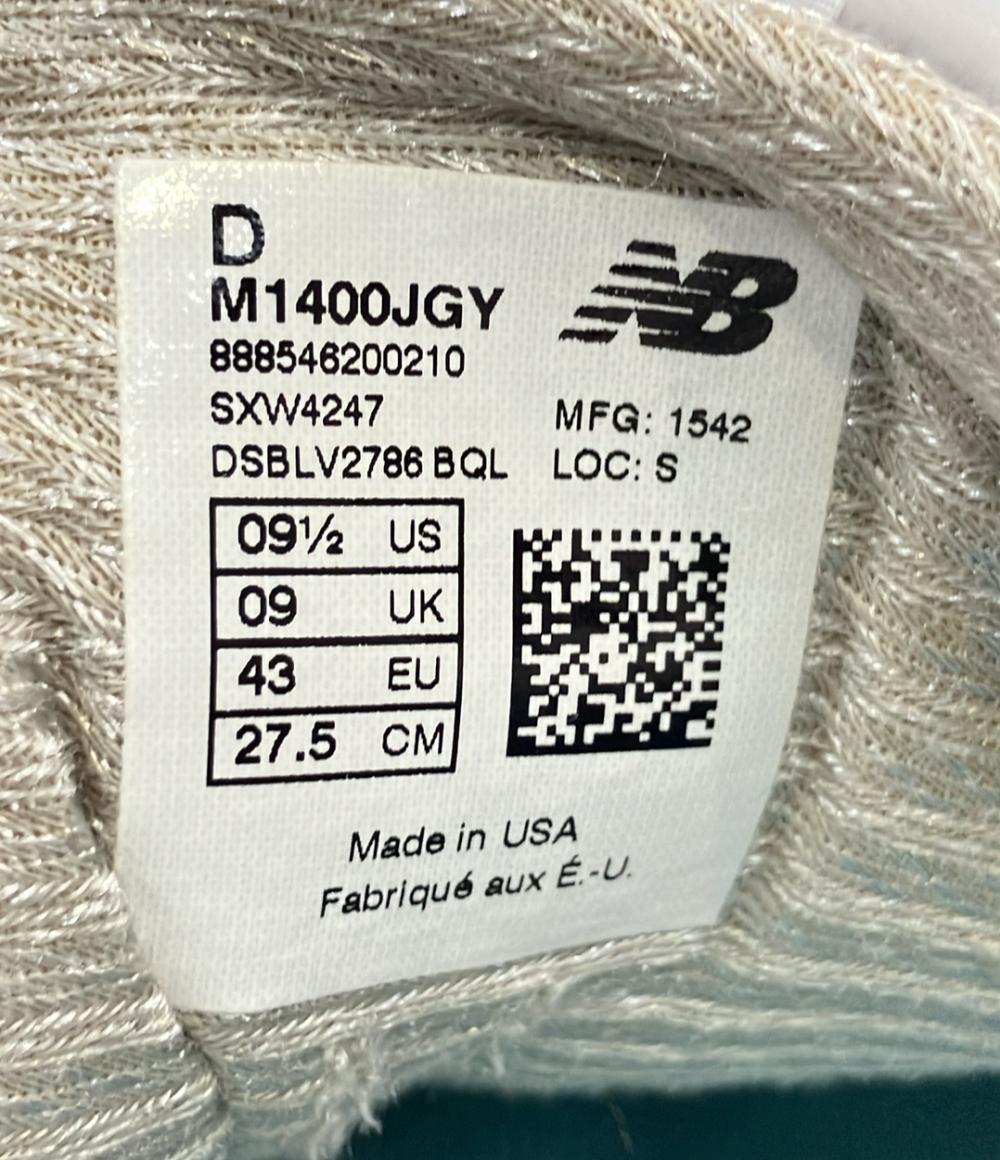 D
M1400JGY
NB
888546200210
SXW4247
MFG: 1542
DSBLV2786 BQL
LOC: S
09½ US
09 UK
43 EU
27.5 CM
Made in USA
Fabriqué aux É.-U.